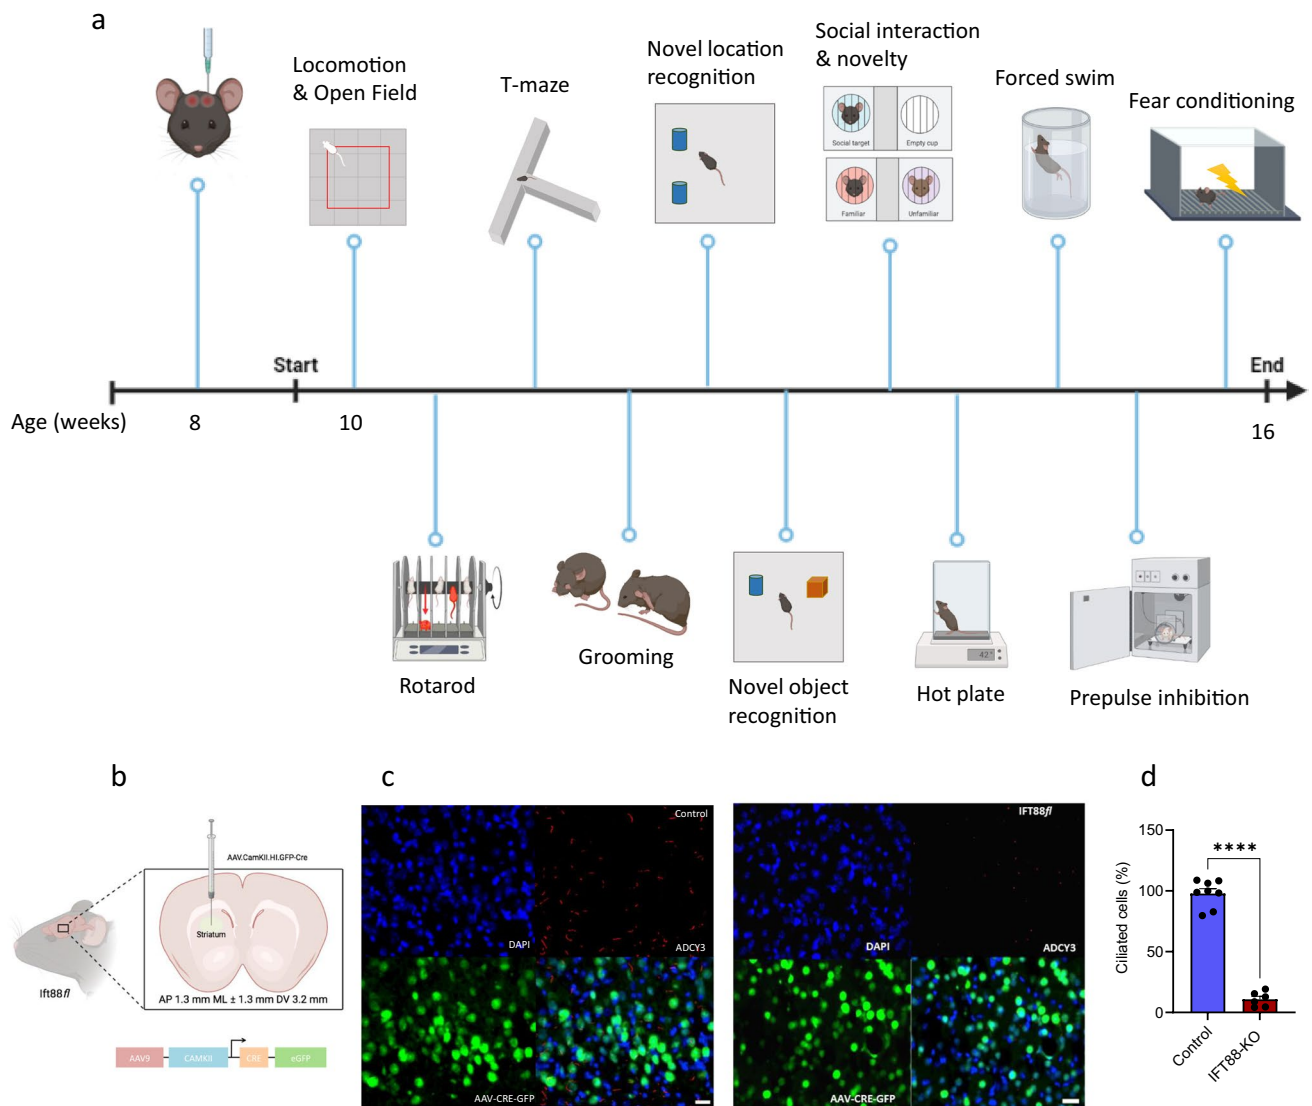 a
Locomotion
& Open Field
T-maze
Novel location
recognition
Social interaction
& novelty
Social target
Empty cup
Familiar
Unfamiliar
Forced swim
Fear conditioning
Start
End
Age (weeks)
8
10
16
Rotarod
Grooming
Novel object
recognition
42°
Hot plate
Prepulse inhibition
b
AAV.CamKII.HI.GFP-Cre
Striatum
AP 1.3 mm ML ± 1.3 mm DV 3.2 mm
Ift88fl
AAV9
CAMKII
CRE
eGFP
c
Control
DAPI
ADCY3
AAV-CRE-GFP
IFT88fl
DAPI
ADCY3
AAV-CRE-GFP
d
Ciliated cells (%)
150
100
50
0
****
Control
IFT88-KO